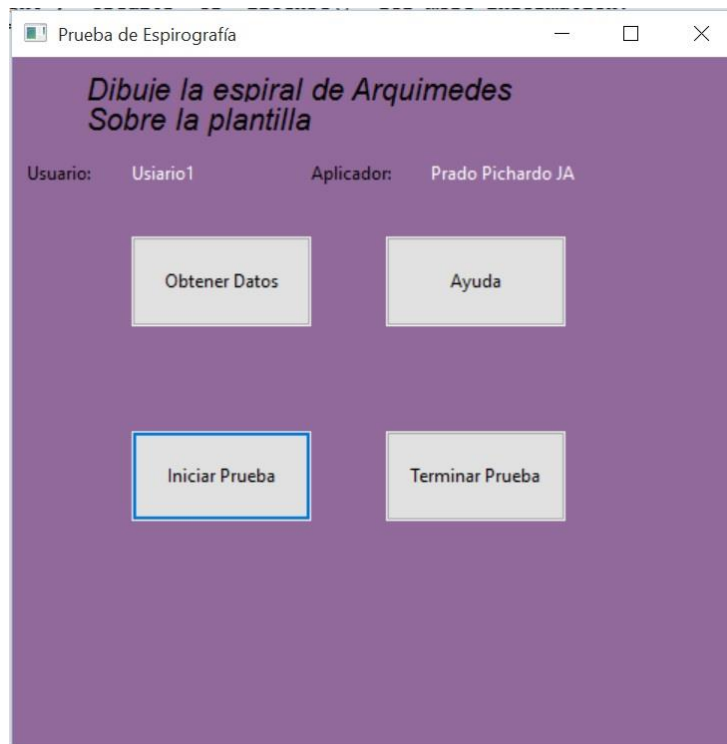 Prueba de Espirografía
Dibuje la espiral de Arquimedes
Sobre la plantilla
Usuario: Usiario1 Aplicador: Prado Pichardo JA
Obtener Datos Ayuda
Iniciar Prueba Terminar Prueba